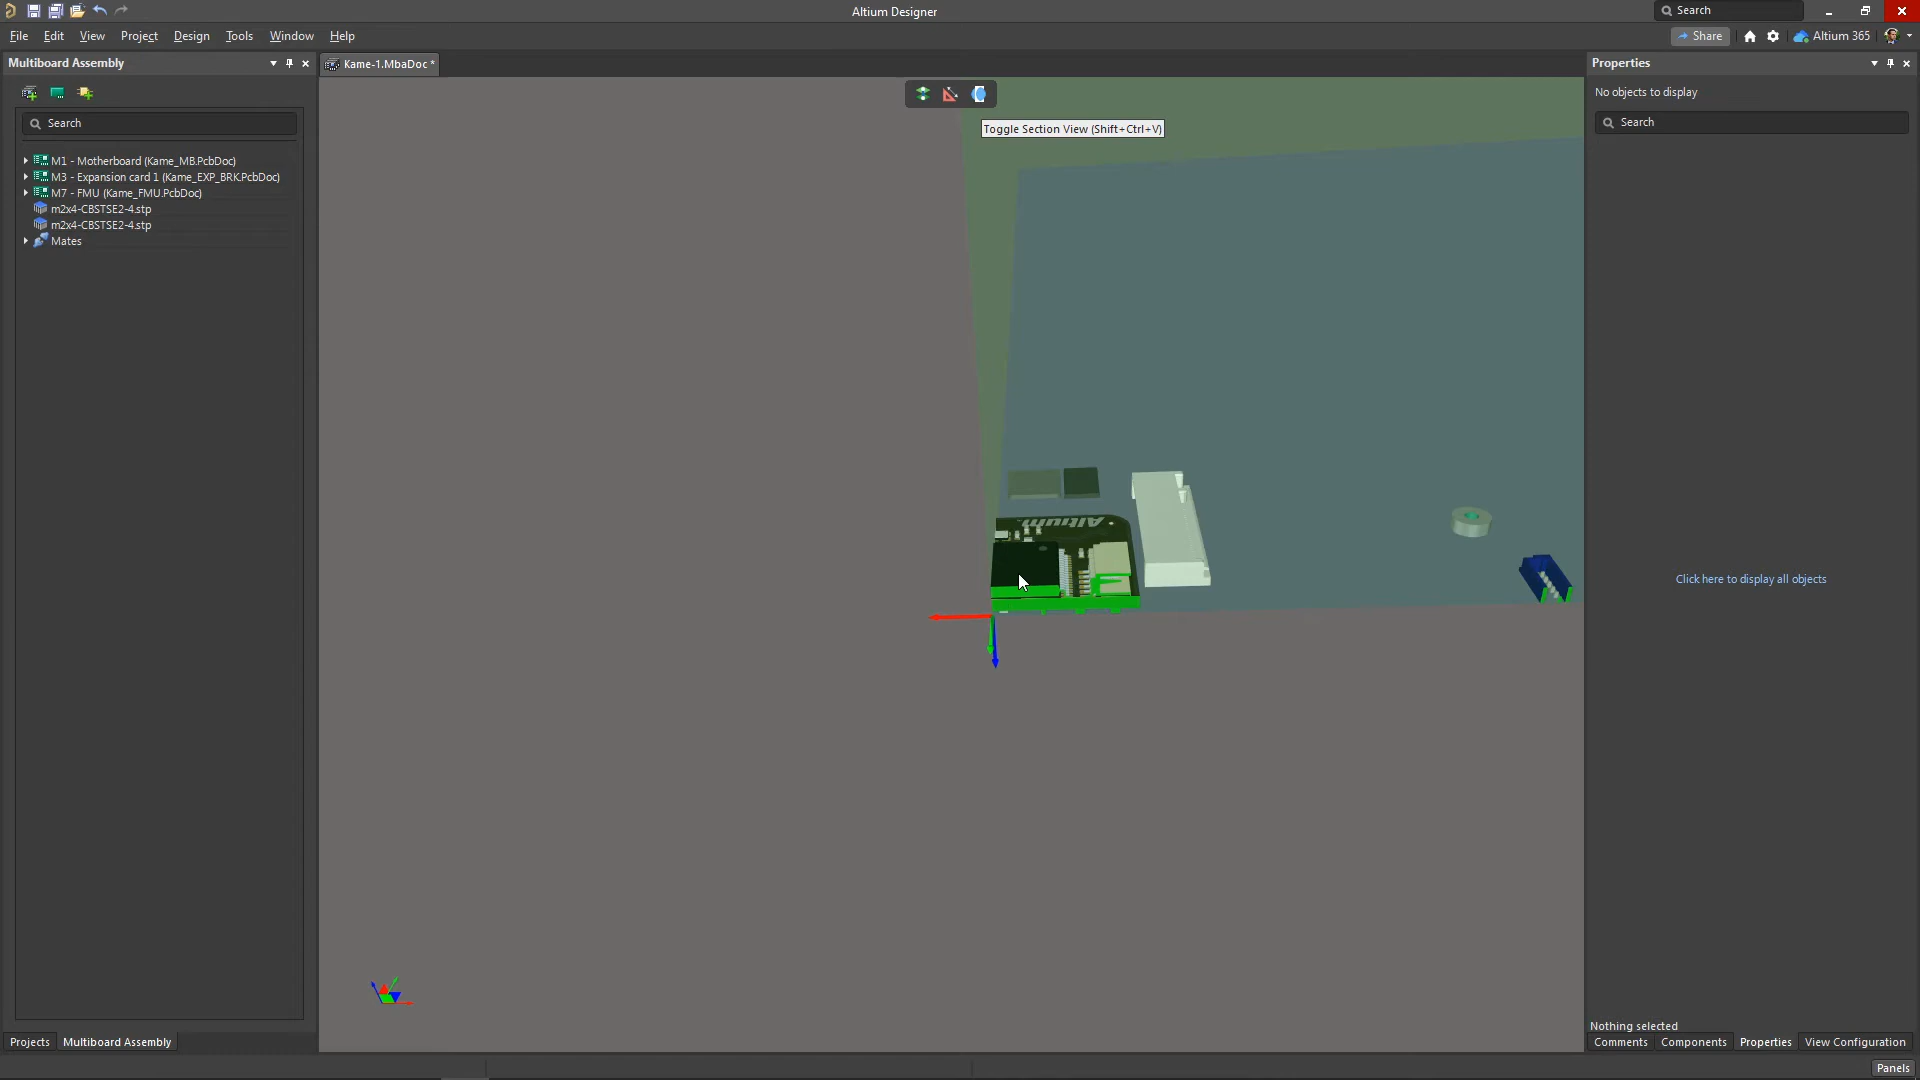 Altium Designer
Search
File
Edit
View
Project
Design
Tools
Window
Help
Share
Altium 365
Multiboard Assembly
Kame-1.MbaDoc *
Properties
No objects to display
Search
Search
Toggle Section View (Shift+Ctrl+V)
M1 - Motherboard (Kame_MB.PcbDoc)
M3 - Expansion card 1 (Kame_EXP_BRK.PcbDoc)
M7 - FMU (Kame_FMU.PcbDoc)
m2x4-CBSTSE2-4.stp
m2x4-CBSTSE2-4.stp
Mates
Altium
Click here to display all objects
Nothing selected
Projects
Multiboard Assembly
Comments
Components
Properties
View Configuration
Panels